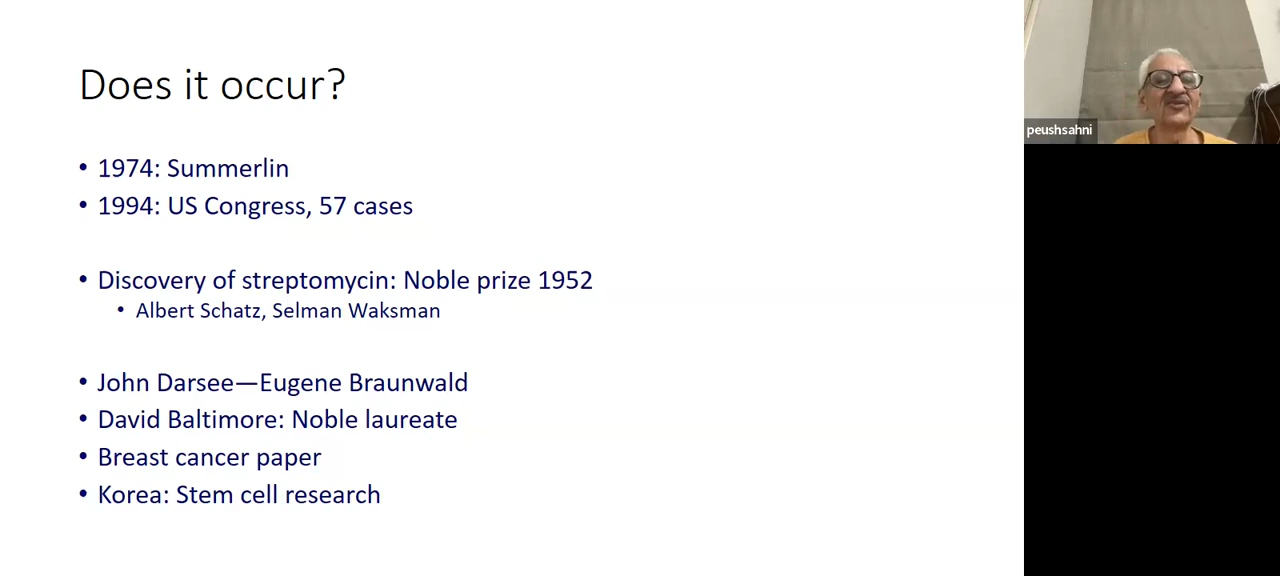 Does it occur?
• 1974: Summerlin
• 1994: US Congress, 57 cases
• Discovery of streptomycin: Noble prize 1952
• Albert Schatz, Selman Waksman
• John Darsee—Eugene Braunwald
• David Baltimore: Noble laureate
• Breast cancer paper
• Korea: Stem cell research
peushsahni